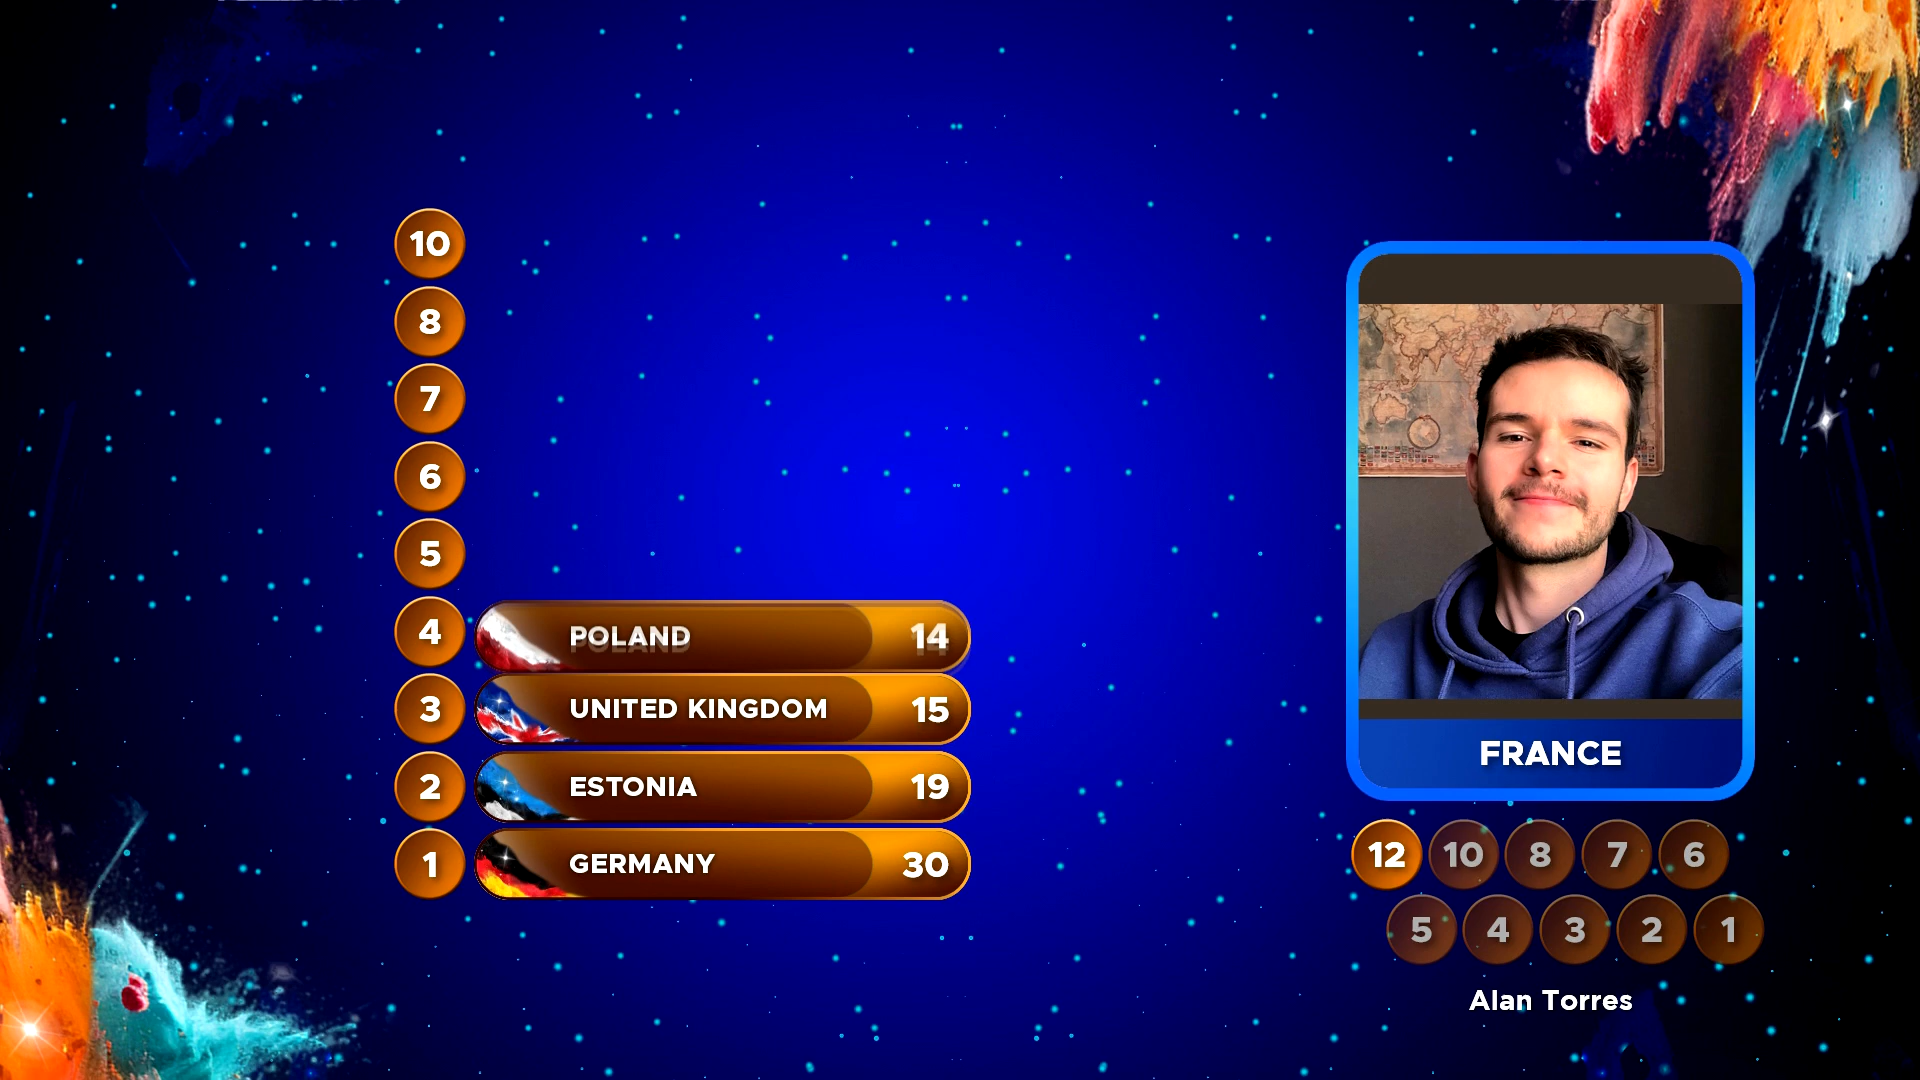 10
8
7
6
5
4 POLAND 14
3 UNITED KINGDOM 15
2 ESTONIA 19
1 GERMANY 30
FRANCE
12 10 8 7 6
5 4 3 2 1
Alan Torres